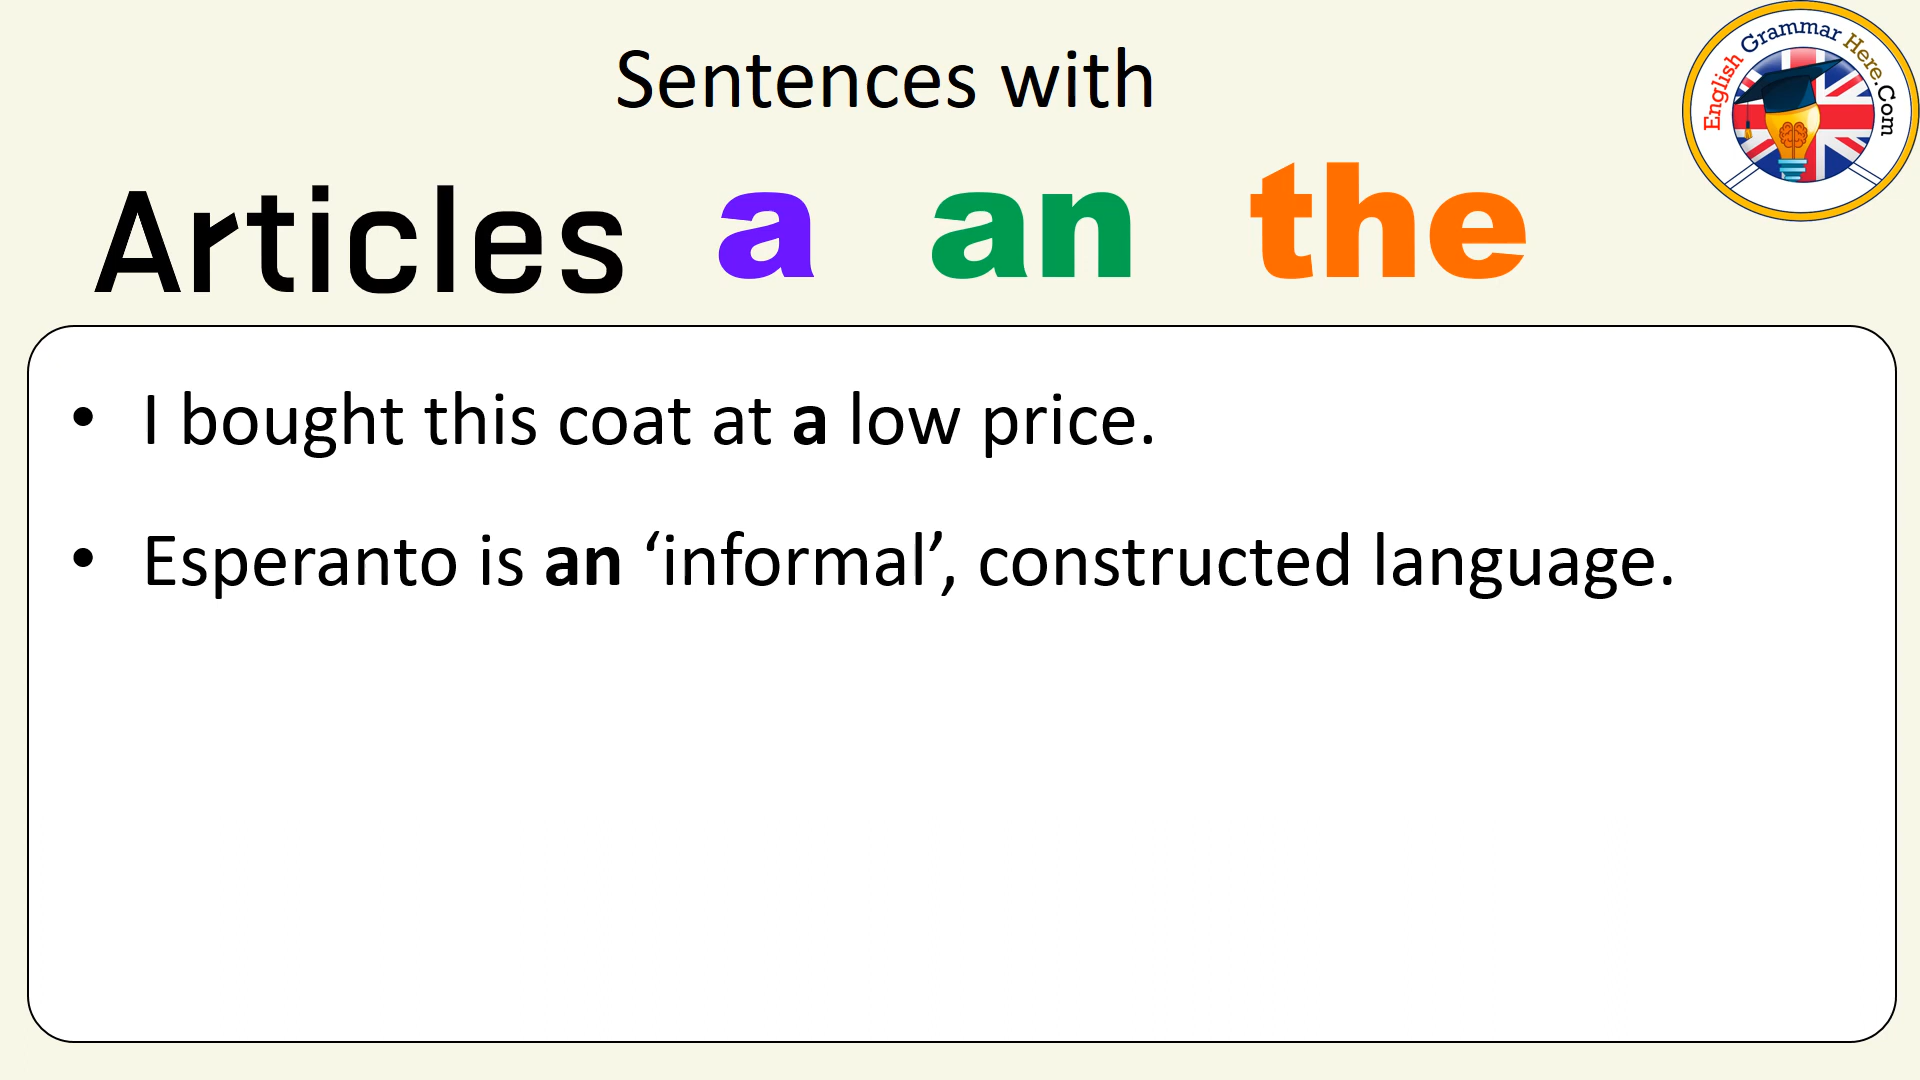 Sentences with
English Grammar Here.Com
Articles a an the
• I bought this coat at a low price.
• Esperanto is an ‘informal’, constructed language.